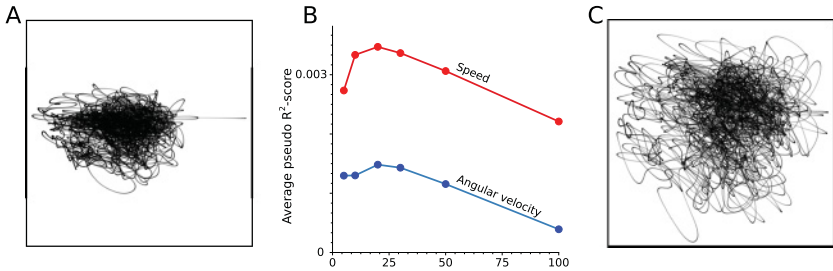 A
B
C
Average pseudo R²-score
0.003
0
Speed
Angular velocity
0
25
50
75
100